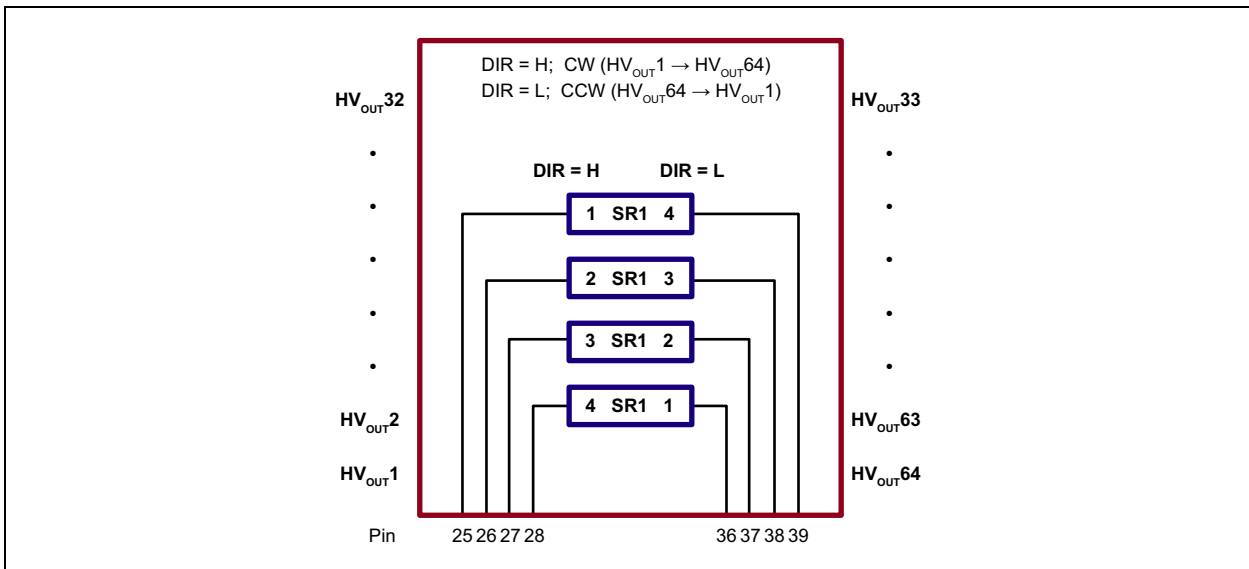 DIR = H; CW (HVOUT1 → HVOUT64)
DIR = L; CCW (HVOUT64 → HVOUT1)
HVOUT32
HVOUT33
DIR = H DIR = L
1 SR1 4
2 SR1 3
3 SR1 2
4 SR1 1
HVOUT2
HVOUT63
HVOUT1
HVOUT64
Pin 25 26 27 28 36 37 38 39